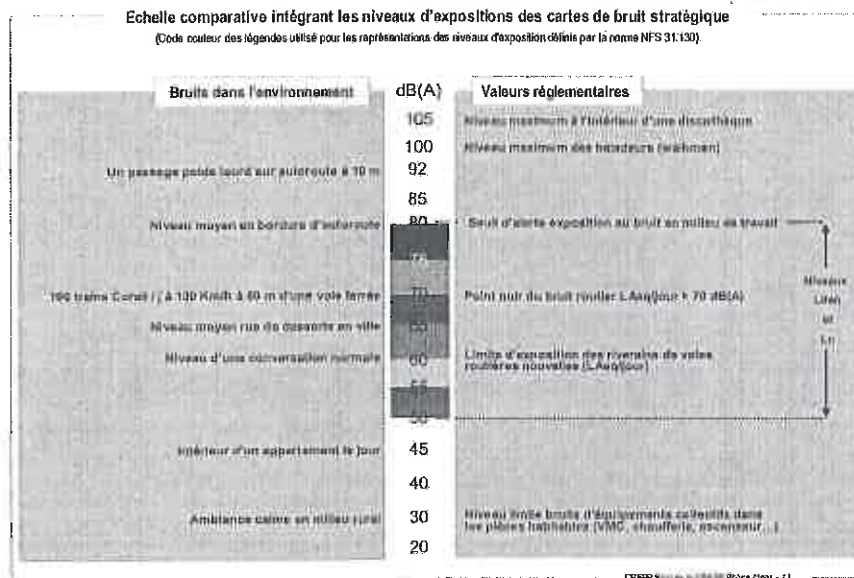 Echelle comparative intégrant les niveaux d'expositions des cartes de bruit stratégique
(Code couleur des légendes utilisé pour les représentations des niveaux d'exposition définis par la norme NFS 31.130).
Bruits dans l'environnement
dB(A)
Valeurs réglementaires
105
Niveau maximum à l'intérieur d'une discothèque
100
Niveau maximum des baladeurs (walkman)
Un passage poids lourd sur autoroute à 10 m
92
85
Niveau moyen en bordure d'autoroute
80
Seuil d'alerte exposition au bruit en milieu de travail
Niveaux
Lden
et
Ln
100 trains Corail / j à 130 Km/h à 60 m d'une voie ferrée
70
Point noir du bruit routier LAeq/jour > 70 dB(A)
Niveau moyen rue de desserte en ville
65
Niveau d'une conversation normale
60
Limite d'exposition des riverains de voies
routières nouvelles (LAeq/jour)
55
50
Intérieur d'un appartement le jour
45
40
Ambiance calme en milieu rural
30
Niveau limite bruits d'équipements collectifs dans
les pièces habitables (VMC, chaufferie, ascenseur...)
20